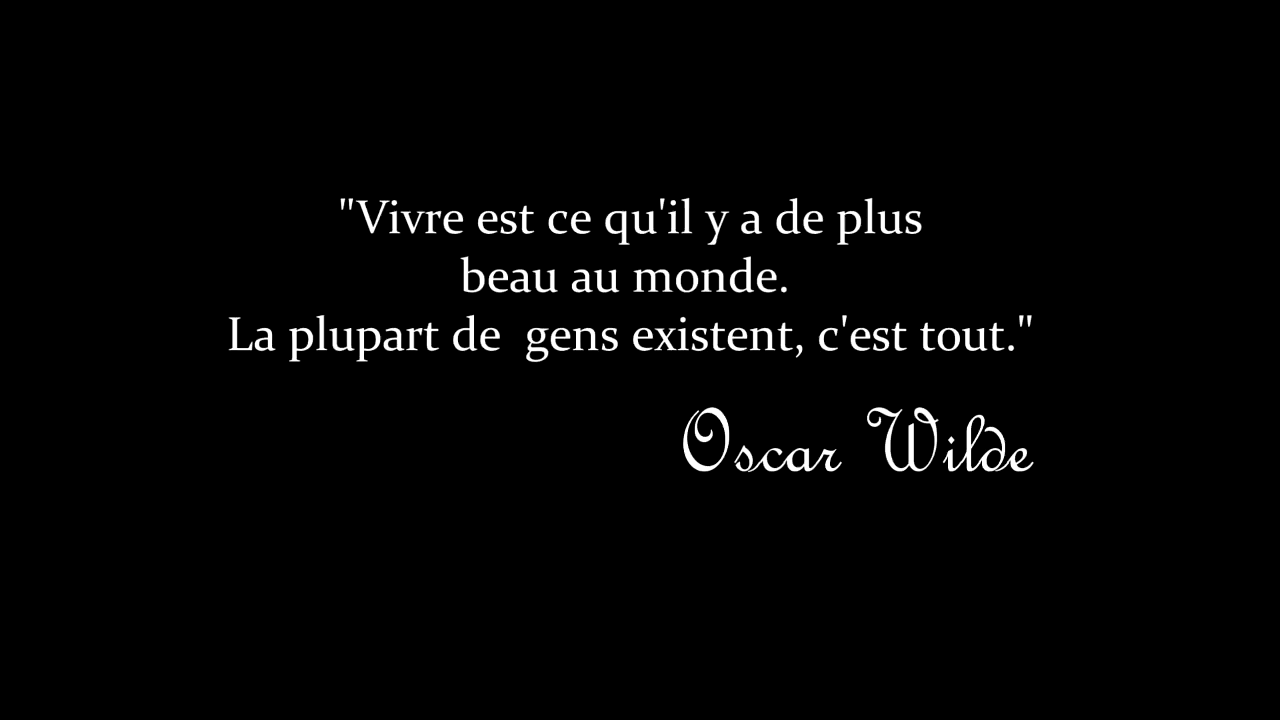 "Vivre est ce qu'il y a de plus
beau au monde.
La plupart de  gens existent, c'est tout."
Oscar Wilde